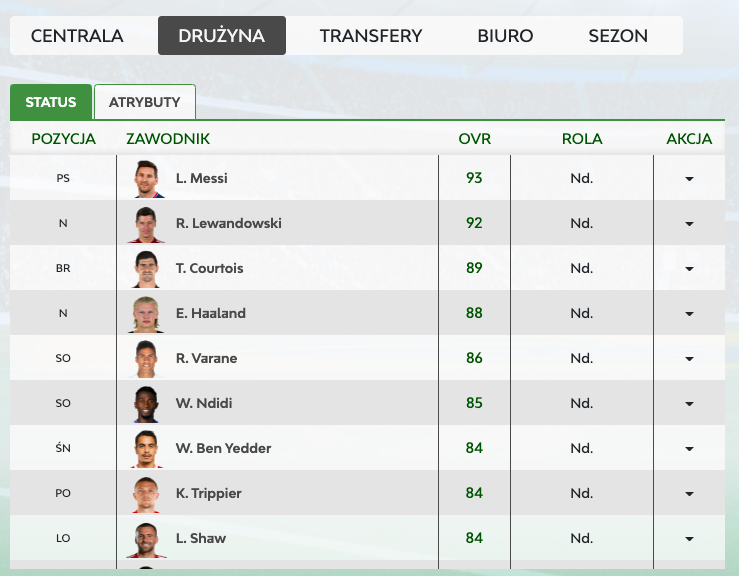 CENTRALA DRUŻYNA TRANSFERY BIURO SEZON
STATUS ATRYBUTY
POZYCJA ZAWODNIK OVR ROLA AKCJA
PS L. Messi 93 Nd.
N R. Lewandowski 92 Nd.
BR T. Courtois 89 Nd.
N E. Haaland 88 Nd.
SO R. Varane 86 Nd.
SO W. Ndidi 85 Nd.
ŚN W. Ben Yedder 84 Nd.
PO K. Trippier 84 Nd.
LO L. Shaw 84 Nd.